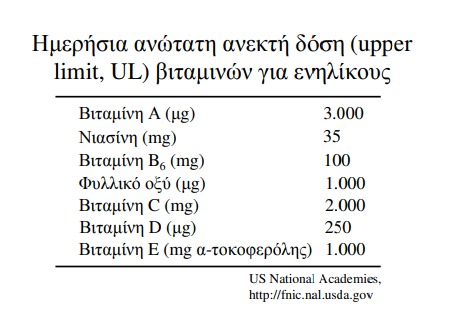 Ημερήσια ανώτατη ανεκτή δόση (upper
limit, UL) βιταμινών για ενηλίκους
Βιταμίνη A (μg) 3.000
Νιασίνη (mg) 35
Βιταμίνη B6 (mg) 100
Φυλλικό οξύ (μg) 1.000
Βιταμίνη C (mg) 2.000
Βιταμίνη D (μg) 250
Βιταμίνη E (mg α-τοκοφερόλης) 1.000
US National Academies,
http://fnic.nal.usda.gov